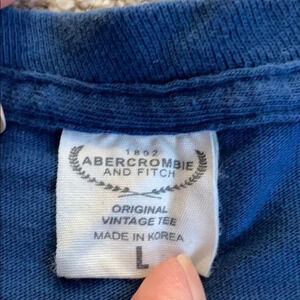 1892
ABERCROMBIE
AND FITCH
ORIGINAL
VINTAGE TEE
MADE IN KOREA
L